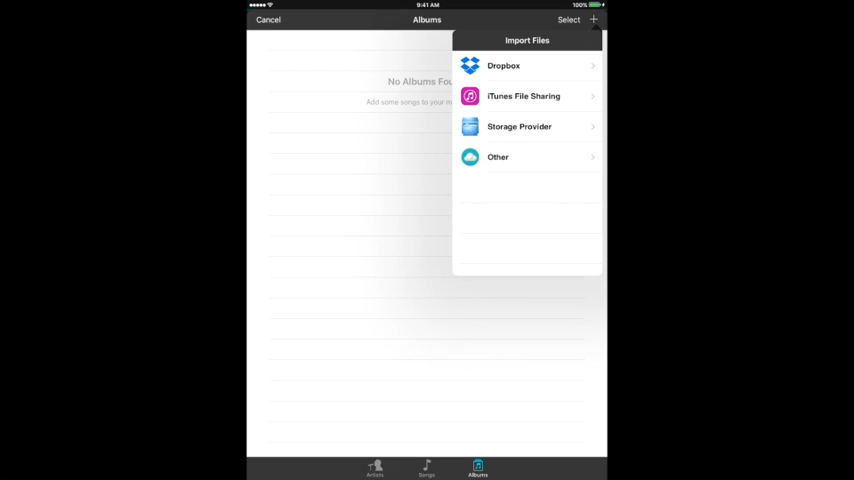 9:41 AM
100%
Cancel
Albums
Select
Import Files
Dropbox
iTunes File Sharing
Storage Provider
Other
No Albums Fou
Add some songs to your m
Artists
Songs
Albums